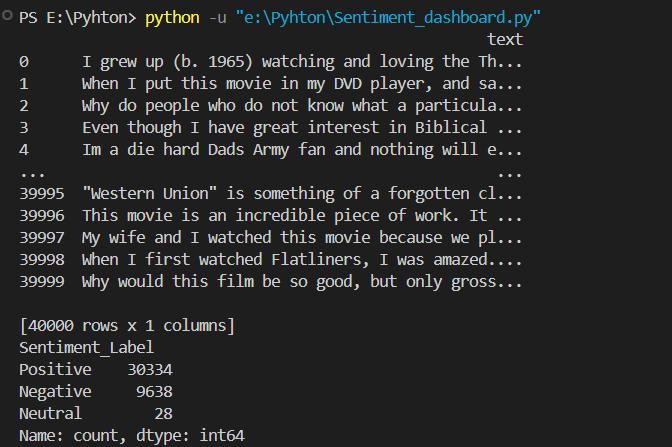 PS E:\Pyhton> python -u "e:\Pyhton\Sentiment_dashboard.py"
text
0 I grew up (b. 1965) watching and loving the Th...
1 When I put this movie in my DVD player, and sa...
2 Why do people who do not know what a particula...
3 Even though I have great interest in Biblical ...
4 Im a die hard Dads Army fan and nothing will e...
... ...
39995 "Western Union" is something of a forgotten cl...
39996 This movie is an incredible piece of work. It ...
39997 My wife and I watched this movie because we pl...
39998 When I first watched Flatliners, I was amazed....
39999 Why would this film be so good, but only gross...
[40000 rows x 1 columns]
Sentiment_Label
Positive 30334
Negative 9638
Neutral 28
Name: count, dtype: int64